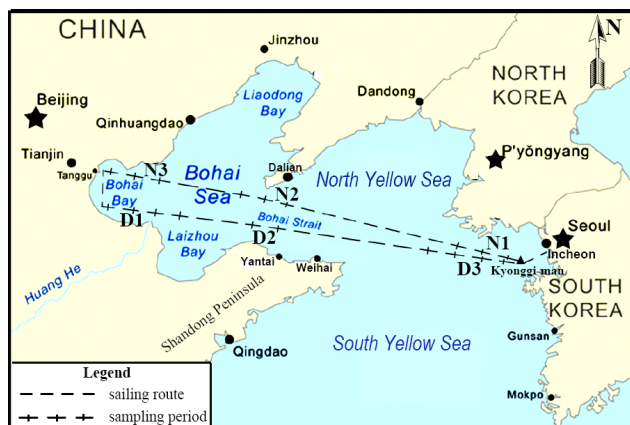 CHINA
N
Jinzhou
Liaodong
Bay
Dandong
NORTH
KOREA
Beijing
Qinhuangdao
Tianjin
Tanggu
N3
Bohai
Sea
Dalian
N2
North Yellow Sea
P'yŏngyang
Bohai
Bay
D1
Laizhou
Bay
D2
Bohai Strait
N1
D3
Seoul
Incheon
Kyonggi-man
SOUTH
KOREA
Huang He
Yantai
Weihai
Shandong Peninsula
Qingdao
South Yellow Sea
Gunsan
Mokpo
Legend
sailing route
sampling period